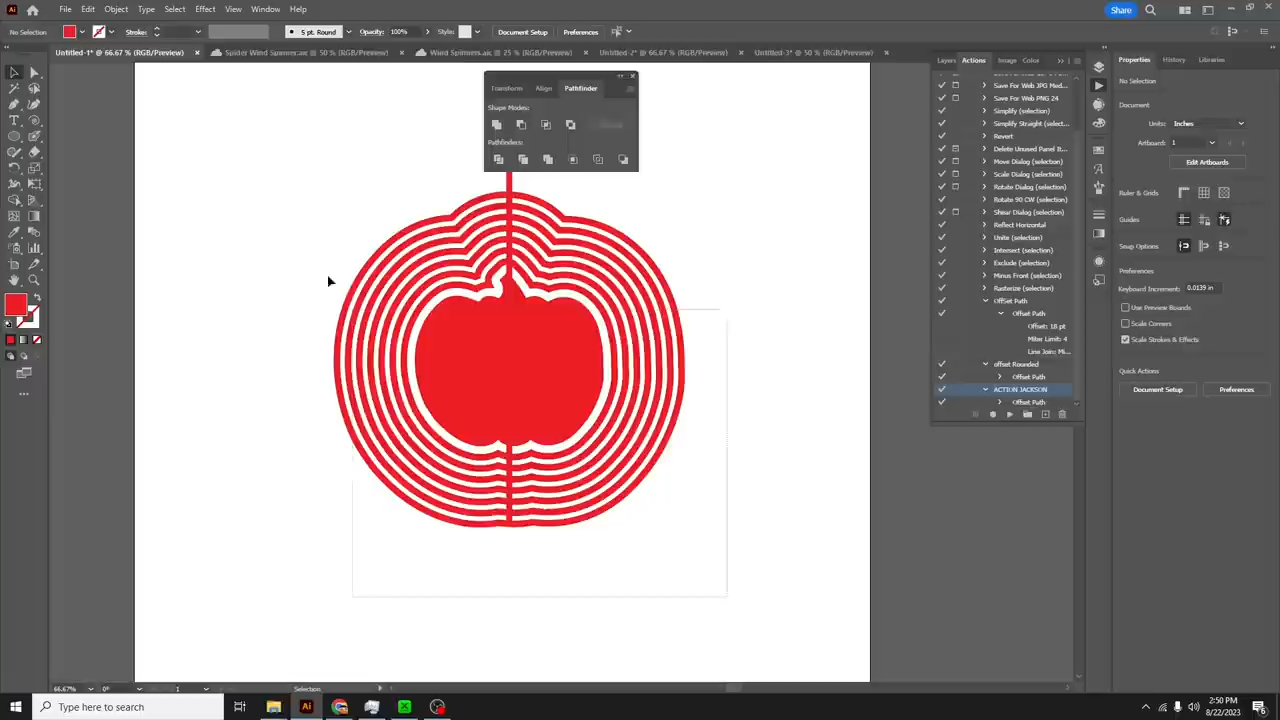 Ai File Edit Object Type Select Effect View Window Help Share
No Selection Stroke: 5 pt. Round Opacity: 100% Style: Document Setup Preferences
Untitled-1* @ 66.67 % (RGB/Preview) × Spider Wind Spinner.aic @ 50 % (RGB/Preview) × Wind Spinners.aic @ 25 % (RGB/Preview) × Untitled-2* @ 66.67 % (RGB/Preview) × Untitled-3* @ 50 % (RGB/Preview) ×
Transform Align Pathfinder
Shape Modes:
Pathfinders:
Layers Actions Image Color
Save For Web JPG Med...
Save For Web PNG 24
Simplify (selection)
Simplify Straight (select...
Revert
Delete Unused Panel It...
Move Dialog (selection)
Scale Dialog (selection)
Rotate Dialog (selection)
Rotate 90 CW (selection)
Shear Dialog (selection)
Reflect Horizontal
Unite (selection)
Intersect (selection)
Exclude (selection)
Minus Front (selection)
Rasterize (selection)
OffSet Path
Offset Path
Offset: 18 pt
Miter Limit: 4
Line Join: Mi...
offset Rounded
Offset Path
ACTION JACKSON
Offset Path
Properties History Libraries
No Selection
Document
Units: Inches
Artboard: 1
Edit Artboards
Ruler & Grids
Guides
Snap Options
Preferences
Keyboard Increment: 0.0139 in
Use Preview Bounds
Scale Corners
Scale Strokes & Effects
Quick Actions
Document Setup Preferences
66.67% 0° 1 Selection
Type here to search
2:50 PM
8/22/2023